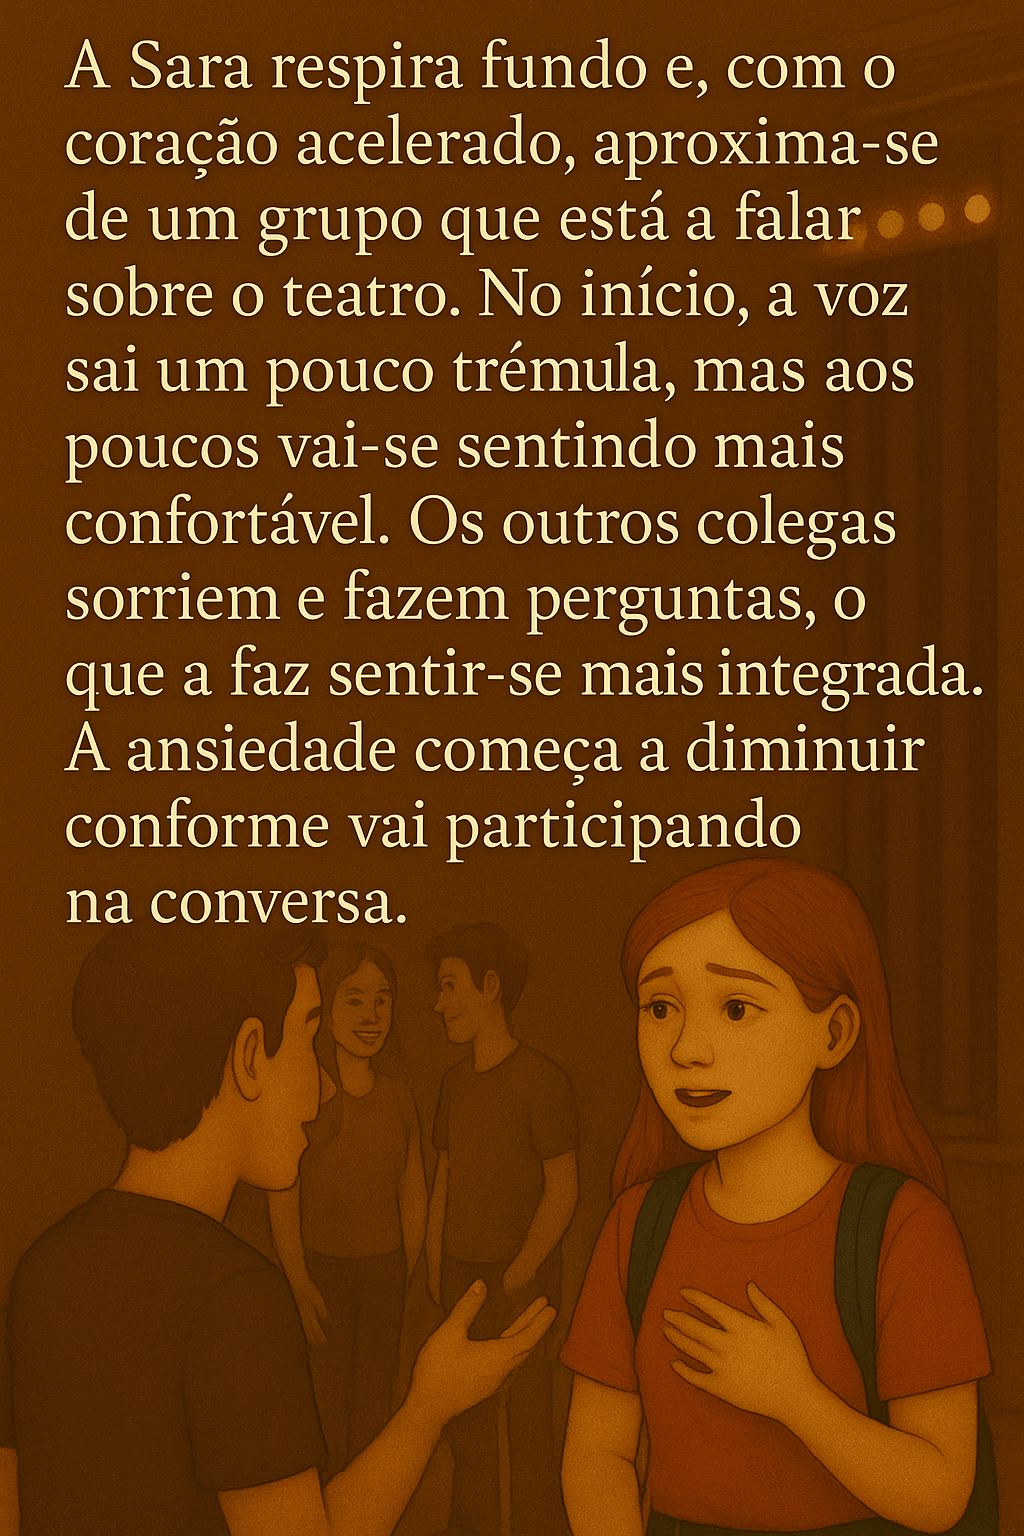 A Sara respira fundo e, com o
coração acelerado, aproxima-se
de um grupo que está a falar
sobre o teatro. No início, a voz
sai um pouco trémula, mas aos
poucos vai-se sentindo mais
confortável. Os outros colegas
sorriem e fazem perguntas, o
que a faz sentir-se mais integrada.
A ansiedade começa a diminuir
conforme vai participando
na conversa.